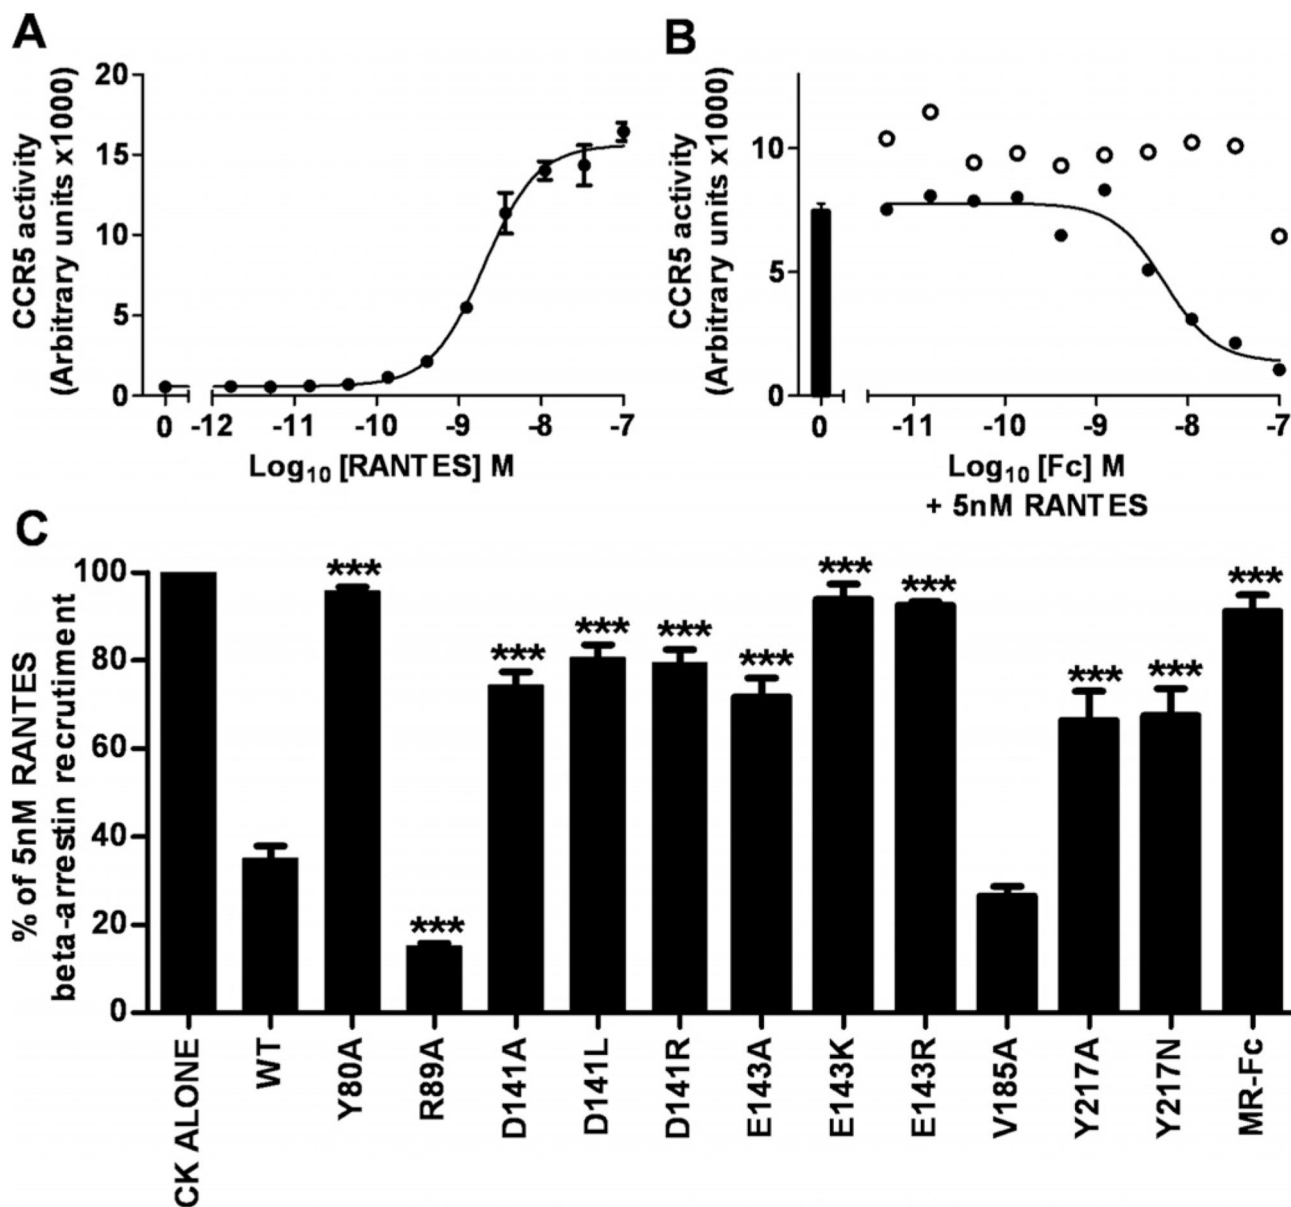 A
CCR5 activity
(Arbitrary units x1000)
20
15
10
5
0
0
-12
-11
-10
-9
-8
-7
Log10 [RANTES] M
B
CCR5 activity
(Arbitrary units x1000)
10
5
0
0
-11
-10
-9
-8
-7
Log10 [Fc] M
+ 5nM RANTES
C
% of 5nM RANTES
beta-arrestin recrutiment
100
80
60
40
20
0
***
***
***
***
***
***
***
***
***
***
***
CK ALONE
WT
Y80A
R89A
D141A
D141L
D141R
E143A
E143K
E143R
V185A
Y217A
Y217N
MR-Fc